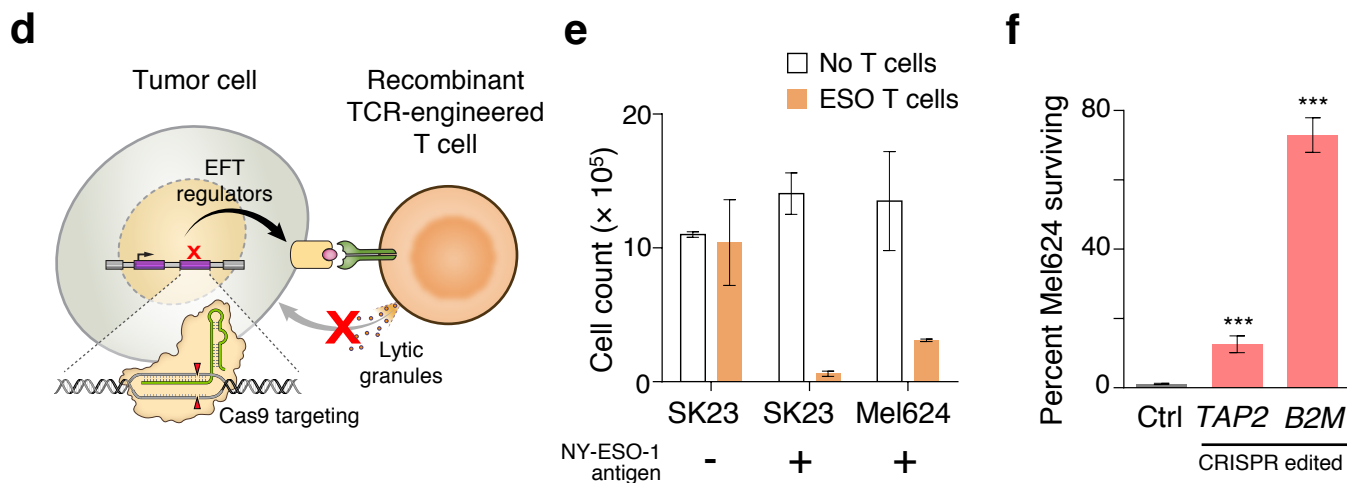 d
Tumor cell
Recombinant
TCR-engineered
T cell
EFT
regulators
X
X
Lytic
granules
Cas9 targeting
e
No T cells
ESO T cells
Cell count (× 10⁵)
20
10
0
SK23 SK23 Mel624
NY-ESO-1
antigen
- + +
f
Percent Mel624 surviving
80
40
0
***
***
Ctrl TAP2 B2M
CRISPR edited